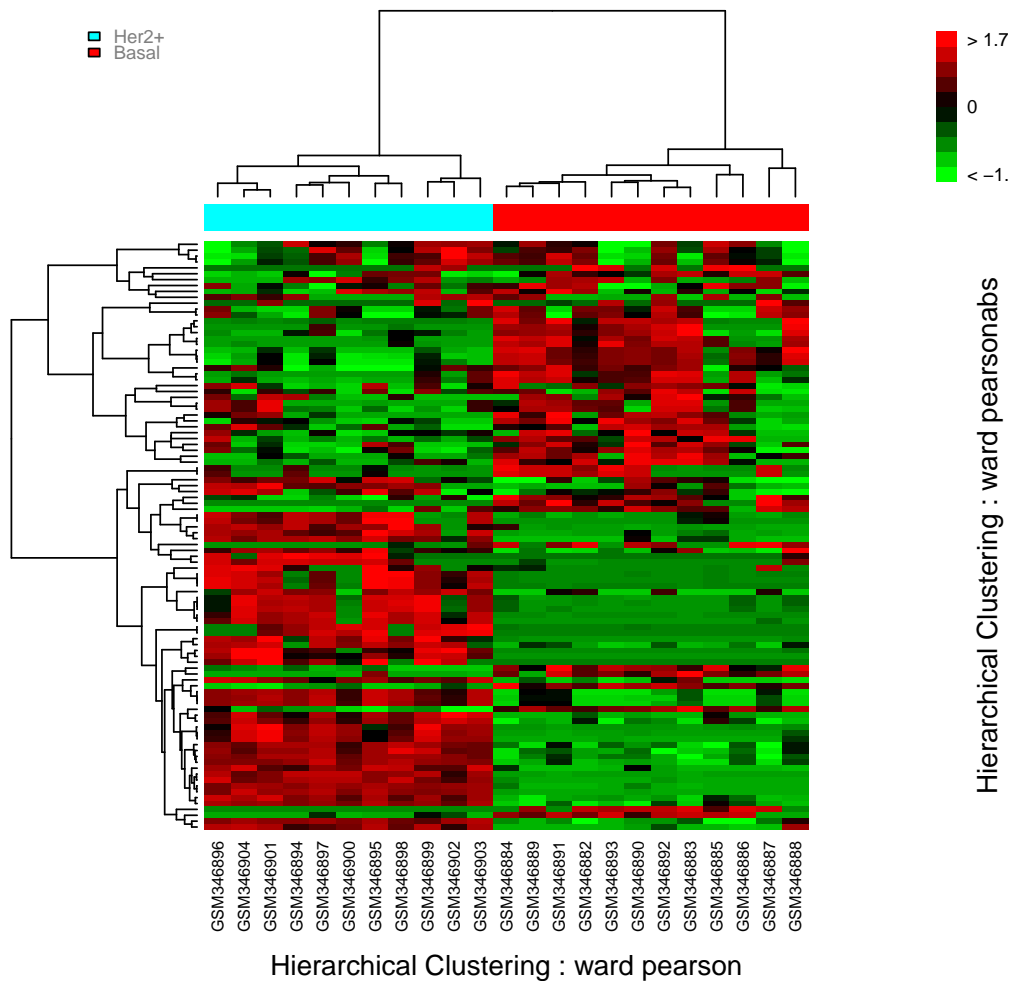 Her2+
Basal
> 1.7
0
< −1.
Hierarchical Clustering : ward pearsonabs
GSM346896
GSM346904
GSM346901
GSM346894
GSM346897
GSM346900
GSM346895
GSM346898
GSM346899
GSM346902
GSM346903
GSM346884
GSM346889
GSM346891
GSM346882
GSM346893
GSM346890
GSM346892
GSM346883
GSM346885
GSM346886
GSM346887
GSM346888
Hierarchical Clustering : ward pearson